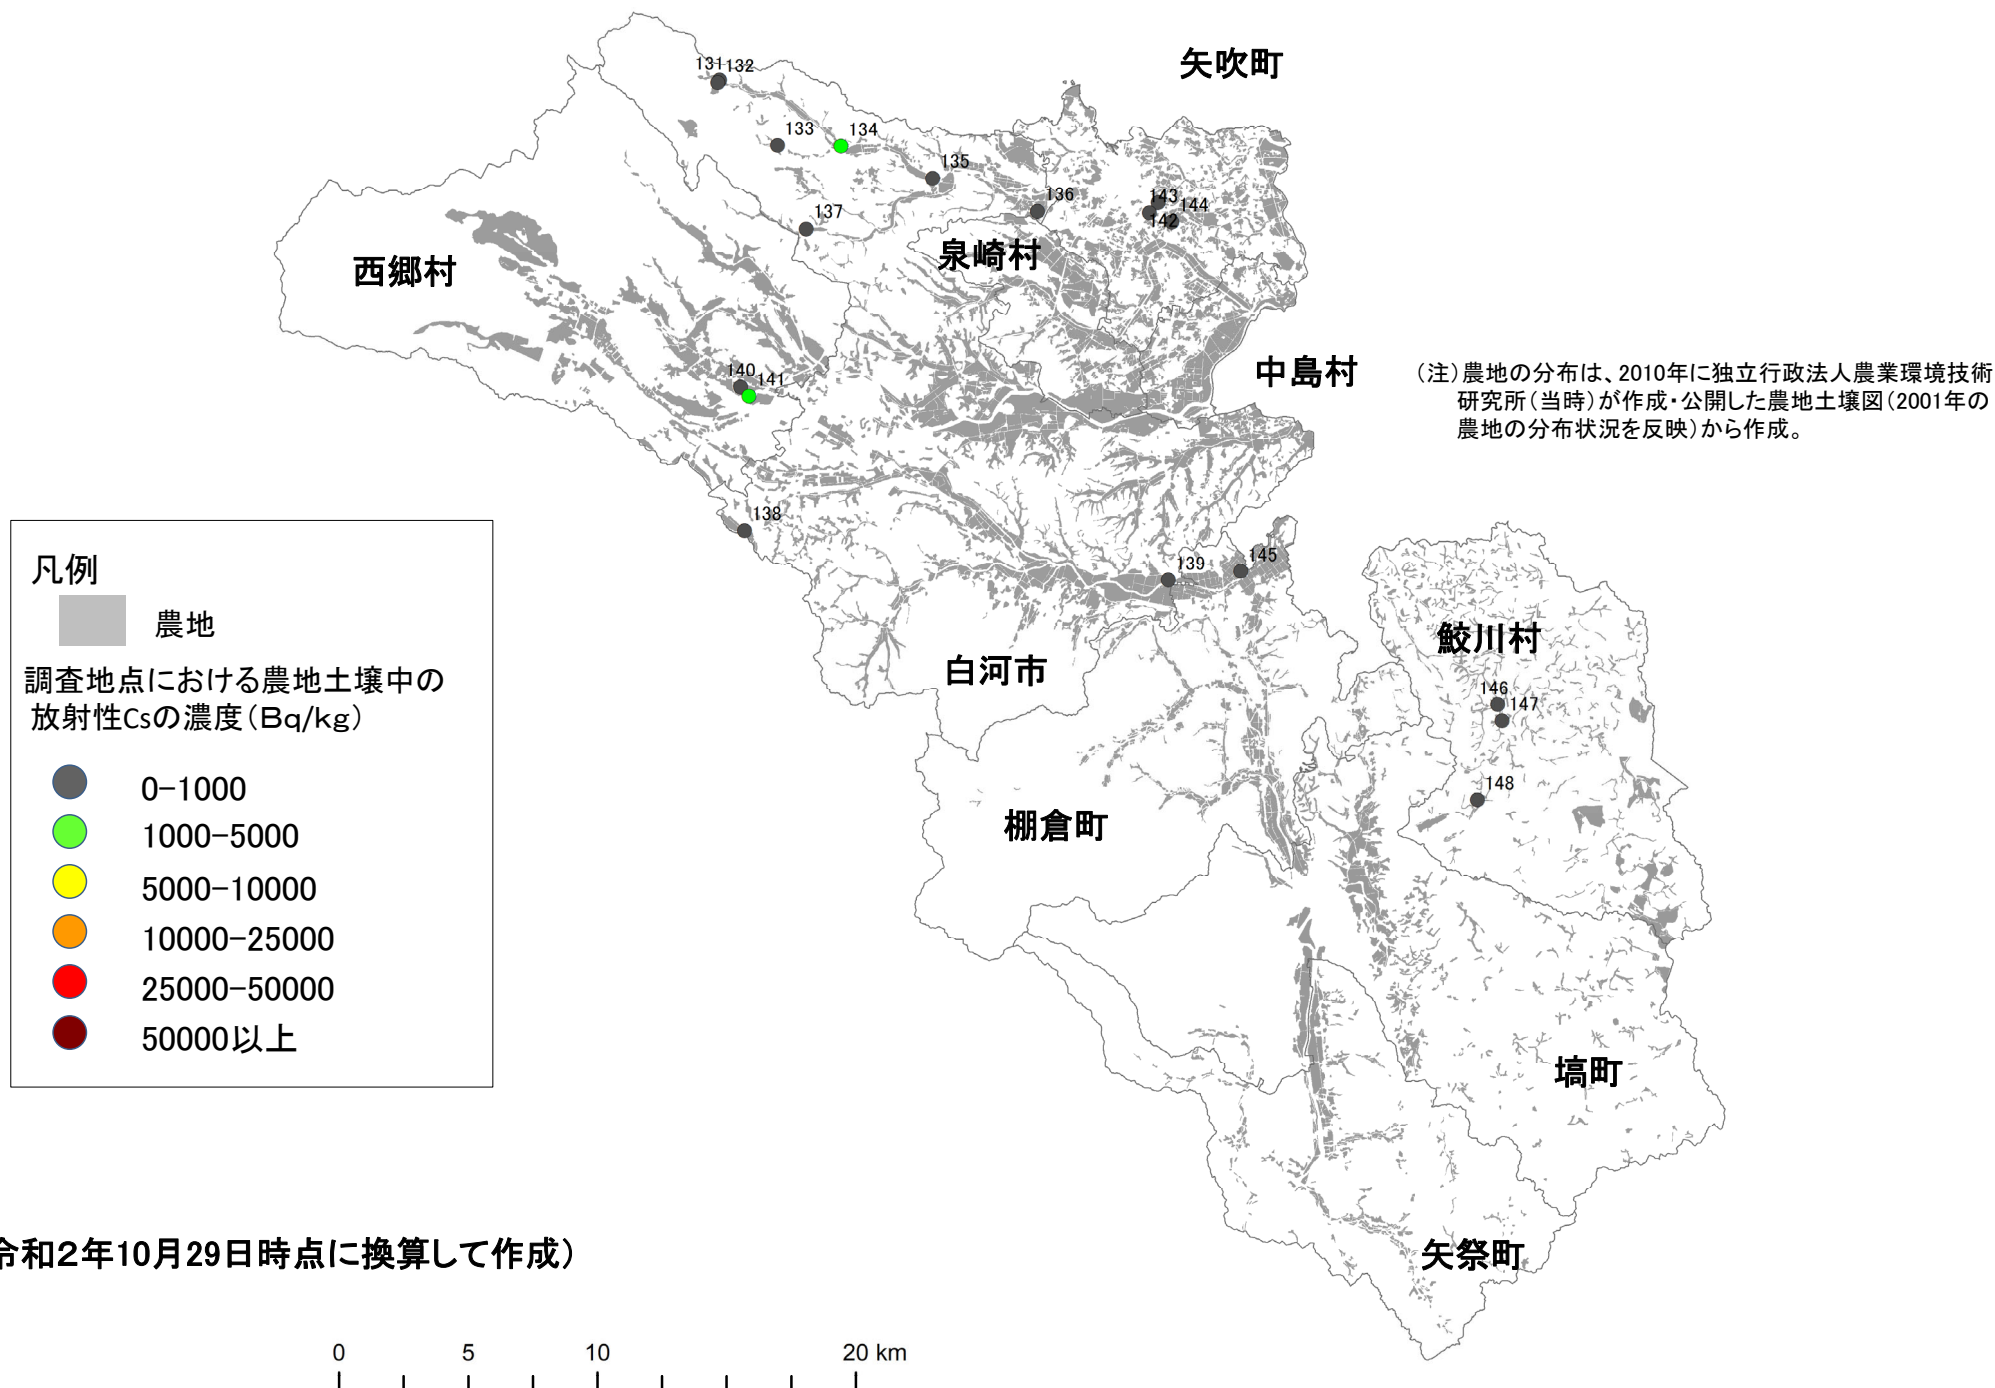 矢吹町
131 132
133
134
135
136
143
144
142
137
泉崎村
西郷村
中島村
140
141
（注）農地の分布は、2010年に独立行政法人農業環境技術
研究所（当時）が作成・公開した農地土壌図（2001年の
農地の分布状況を反映）から作成。
138
139
145
凡例
農地
調査地点における農地土壌中の
放射性Csの濃度（Bq/kg）
0-1000
1000-5000
5000-10000
10000-25000
25000-50000
50000以上
鮫川村
白河市
146
147
148
棚倉町
塙町
矢祭町
令和2年10月29日時点に換算して作成）
0 5 10 20 km